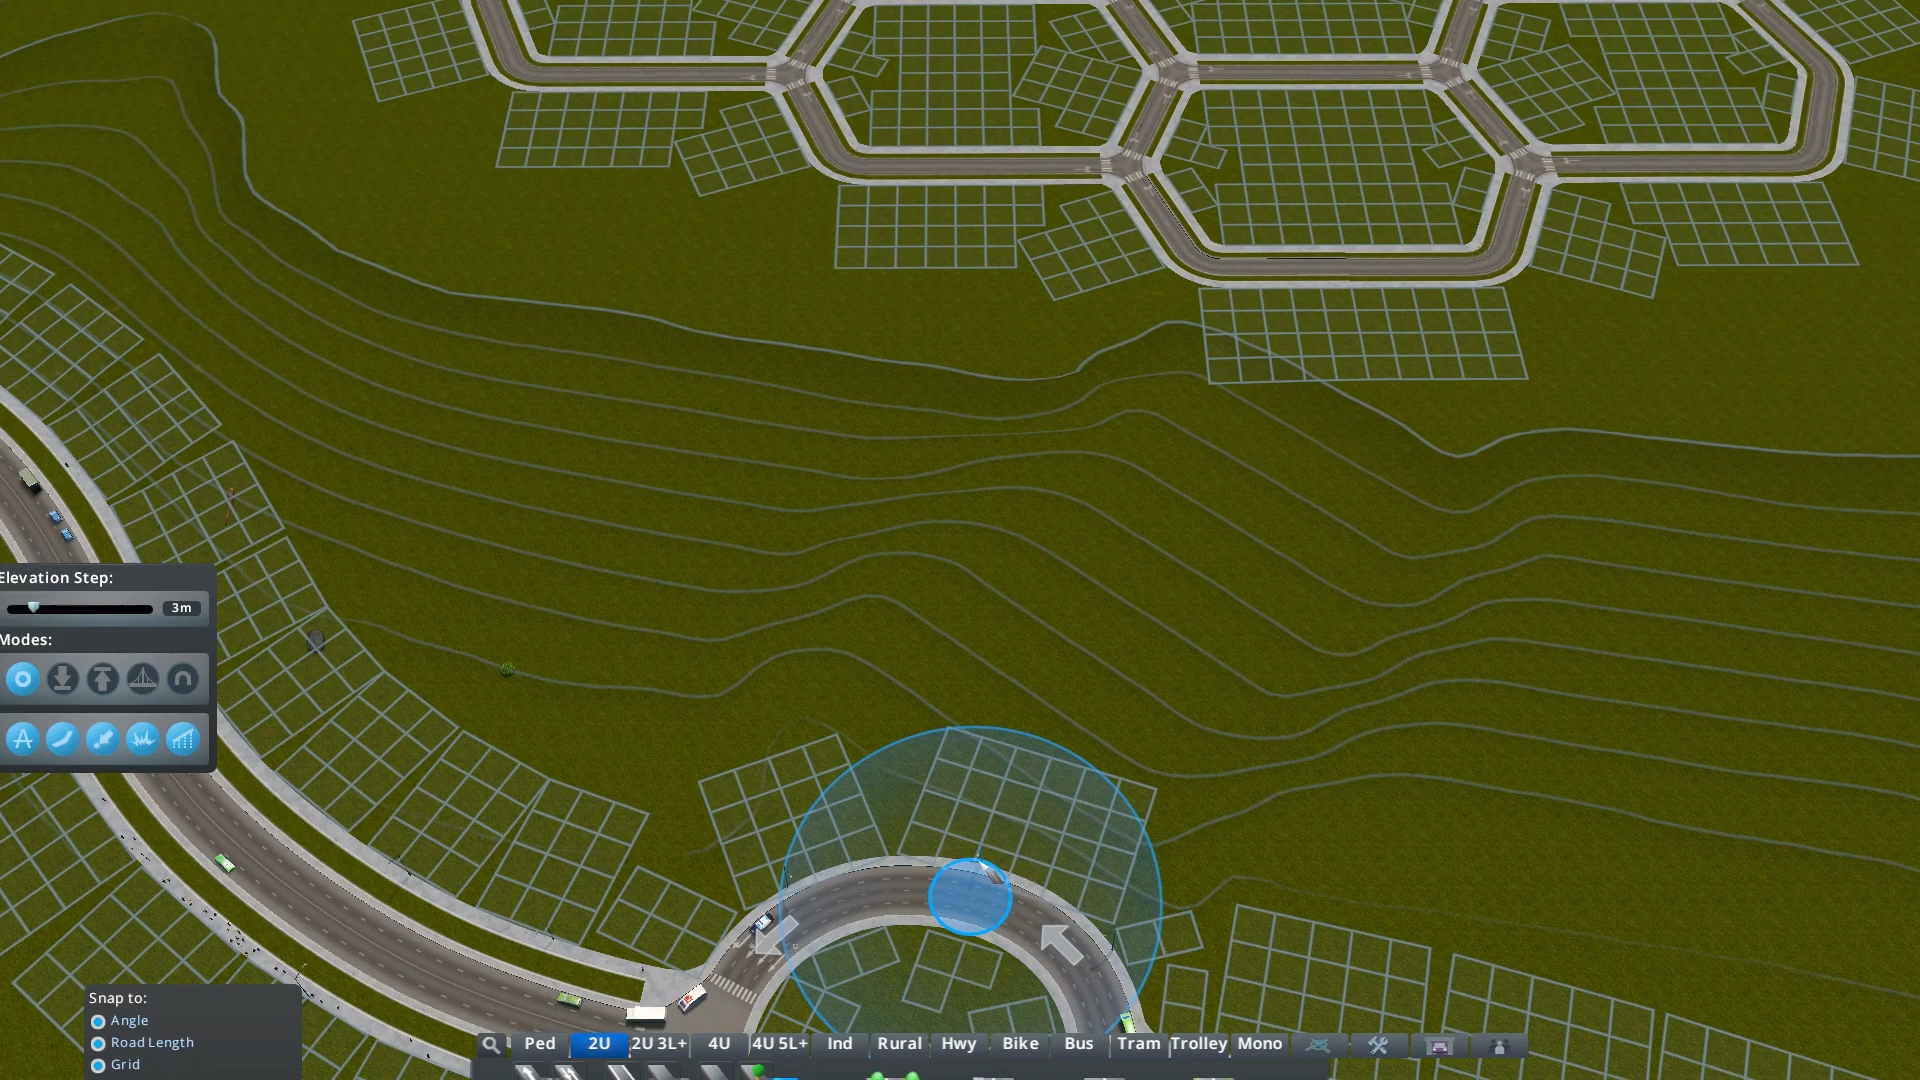 Elevation Step:
3m
Modes:
Snap to:
Angle
Road Length
Grid
Ped 2U 2U 3L+ 4U 4U 5L+ Ind Rural Hwy Bike Bus Tram Trolley Mono